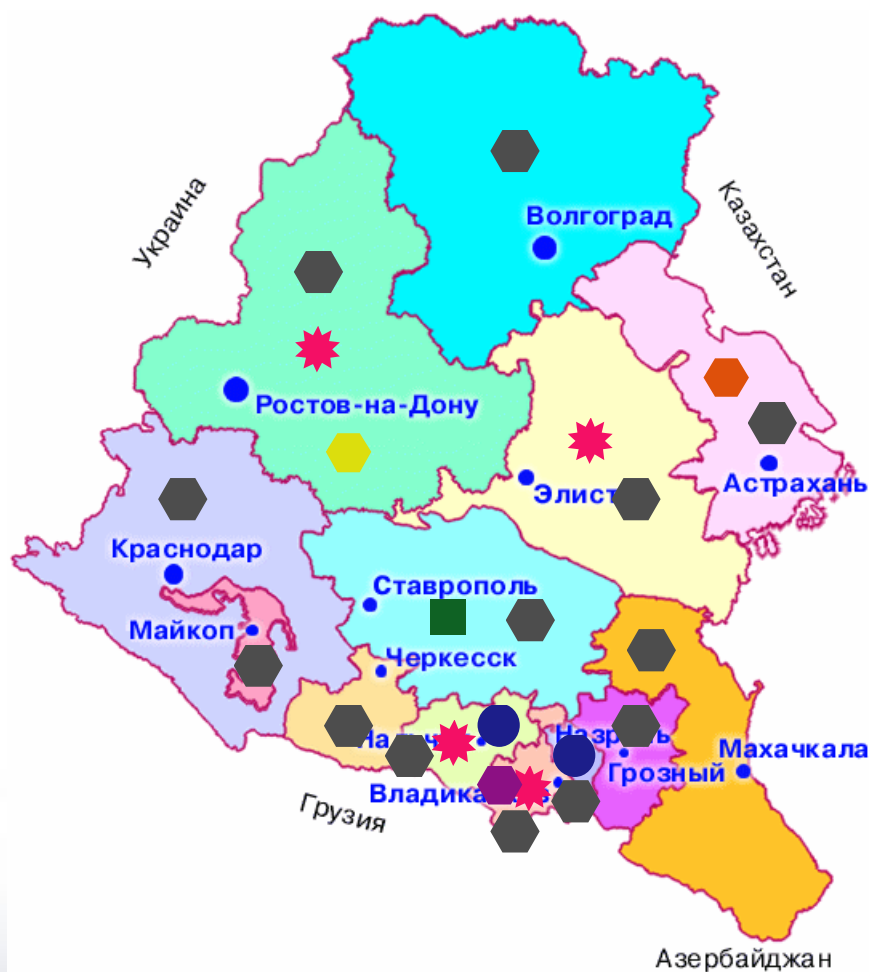 Украина
Казахстан
Волгоград
Ростов-на-Дону
Астрахань
Краснодар
Ставрополь
Майкоп
Черкесск
Махачкала
Грозный
Грузия
Азербайджан